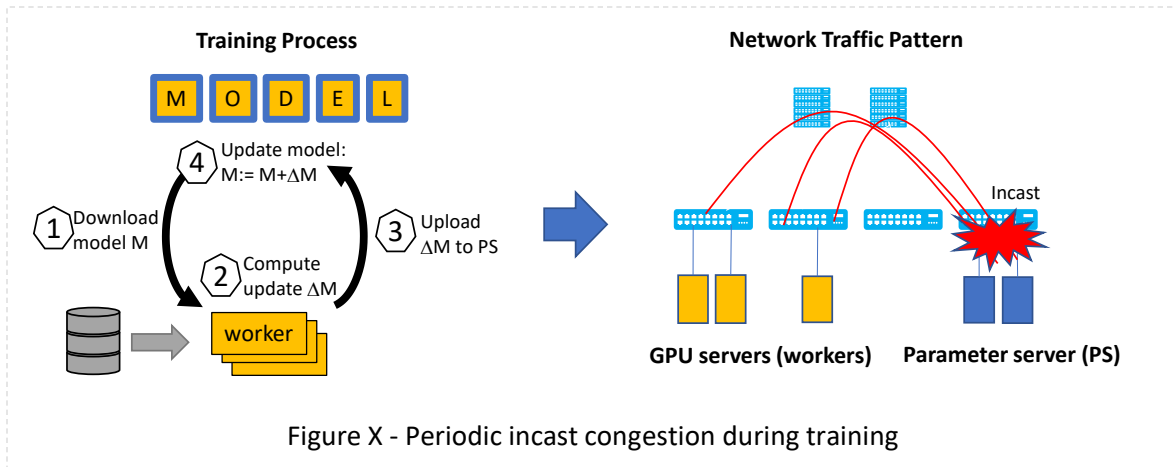 Training Process
Network Traffic Pattern
M O D E L
4 Update model:
M:= M+ΔM
1 Download
model M
3 Upload
ΔM to PS
2 Compute
update ΔM
worker
Incast
GPU servers (workers)
Parameter server (PS)
Figure X - Periodic incast congestion during training